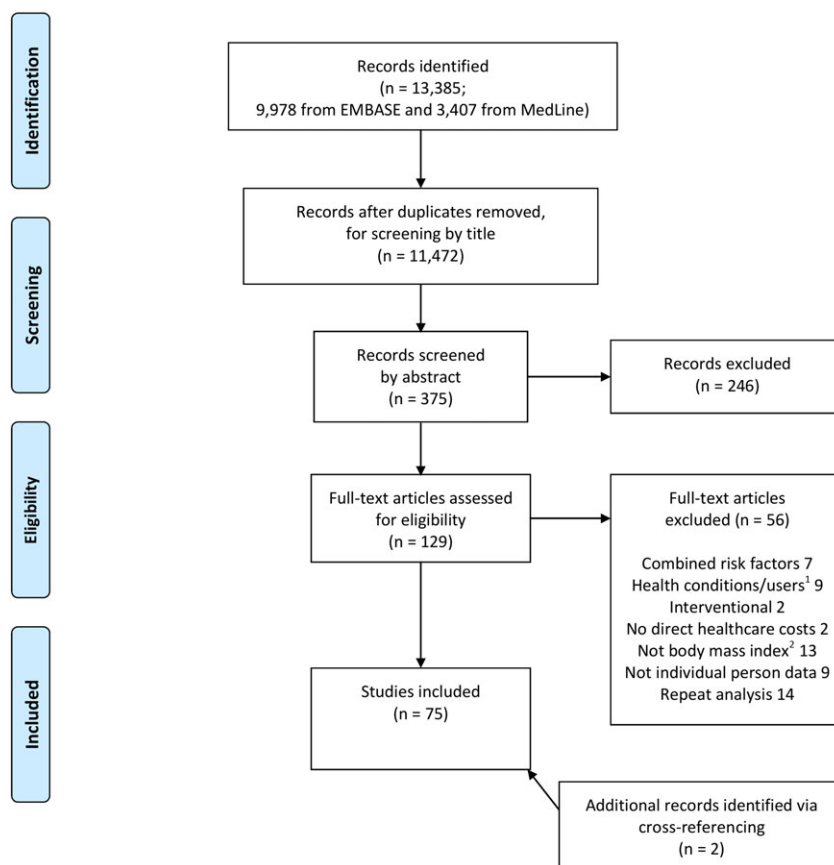 Identification
Records identified
(n = 13,385;
9,978 from EMBASE and 3,407 from MedLine)
Screening
Records after duplicates removed,
for screening by title
(n = 11,472)
Records screened
by abstract
(n = 375)
Records excluded
(n = 246)
Eligibility
Full-text articles assessed
for eligibility
(n = 129)
Full-text articles
excluded (n = 56)
Combined risk factors 7
Health conditions/users¹ 9
Interventional 2
No direct healthcare costs 2
Not body mass index² 13
Not individual person data 9
Repeat analysis 14
Included
Studies included
(n = 75)
Additional records identified via
cross-referencing
(n = 2)